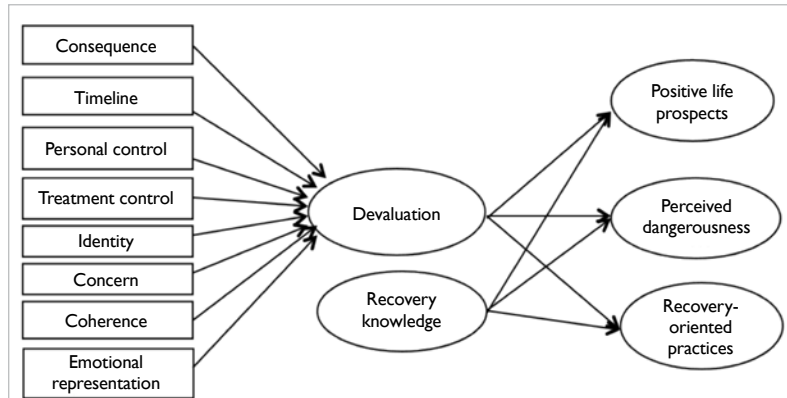 Consequence
Timeline
Personal control
Treatment control
Identity
Concern
Coherence
Emotional
representation
Devaluation
Recovery
knowledge
Positive life
prospects
Perceived
dangerousness
Recovery-
oriented
practices